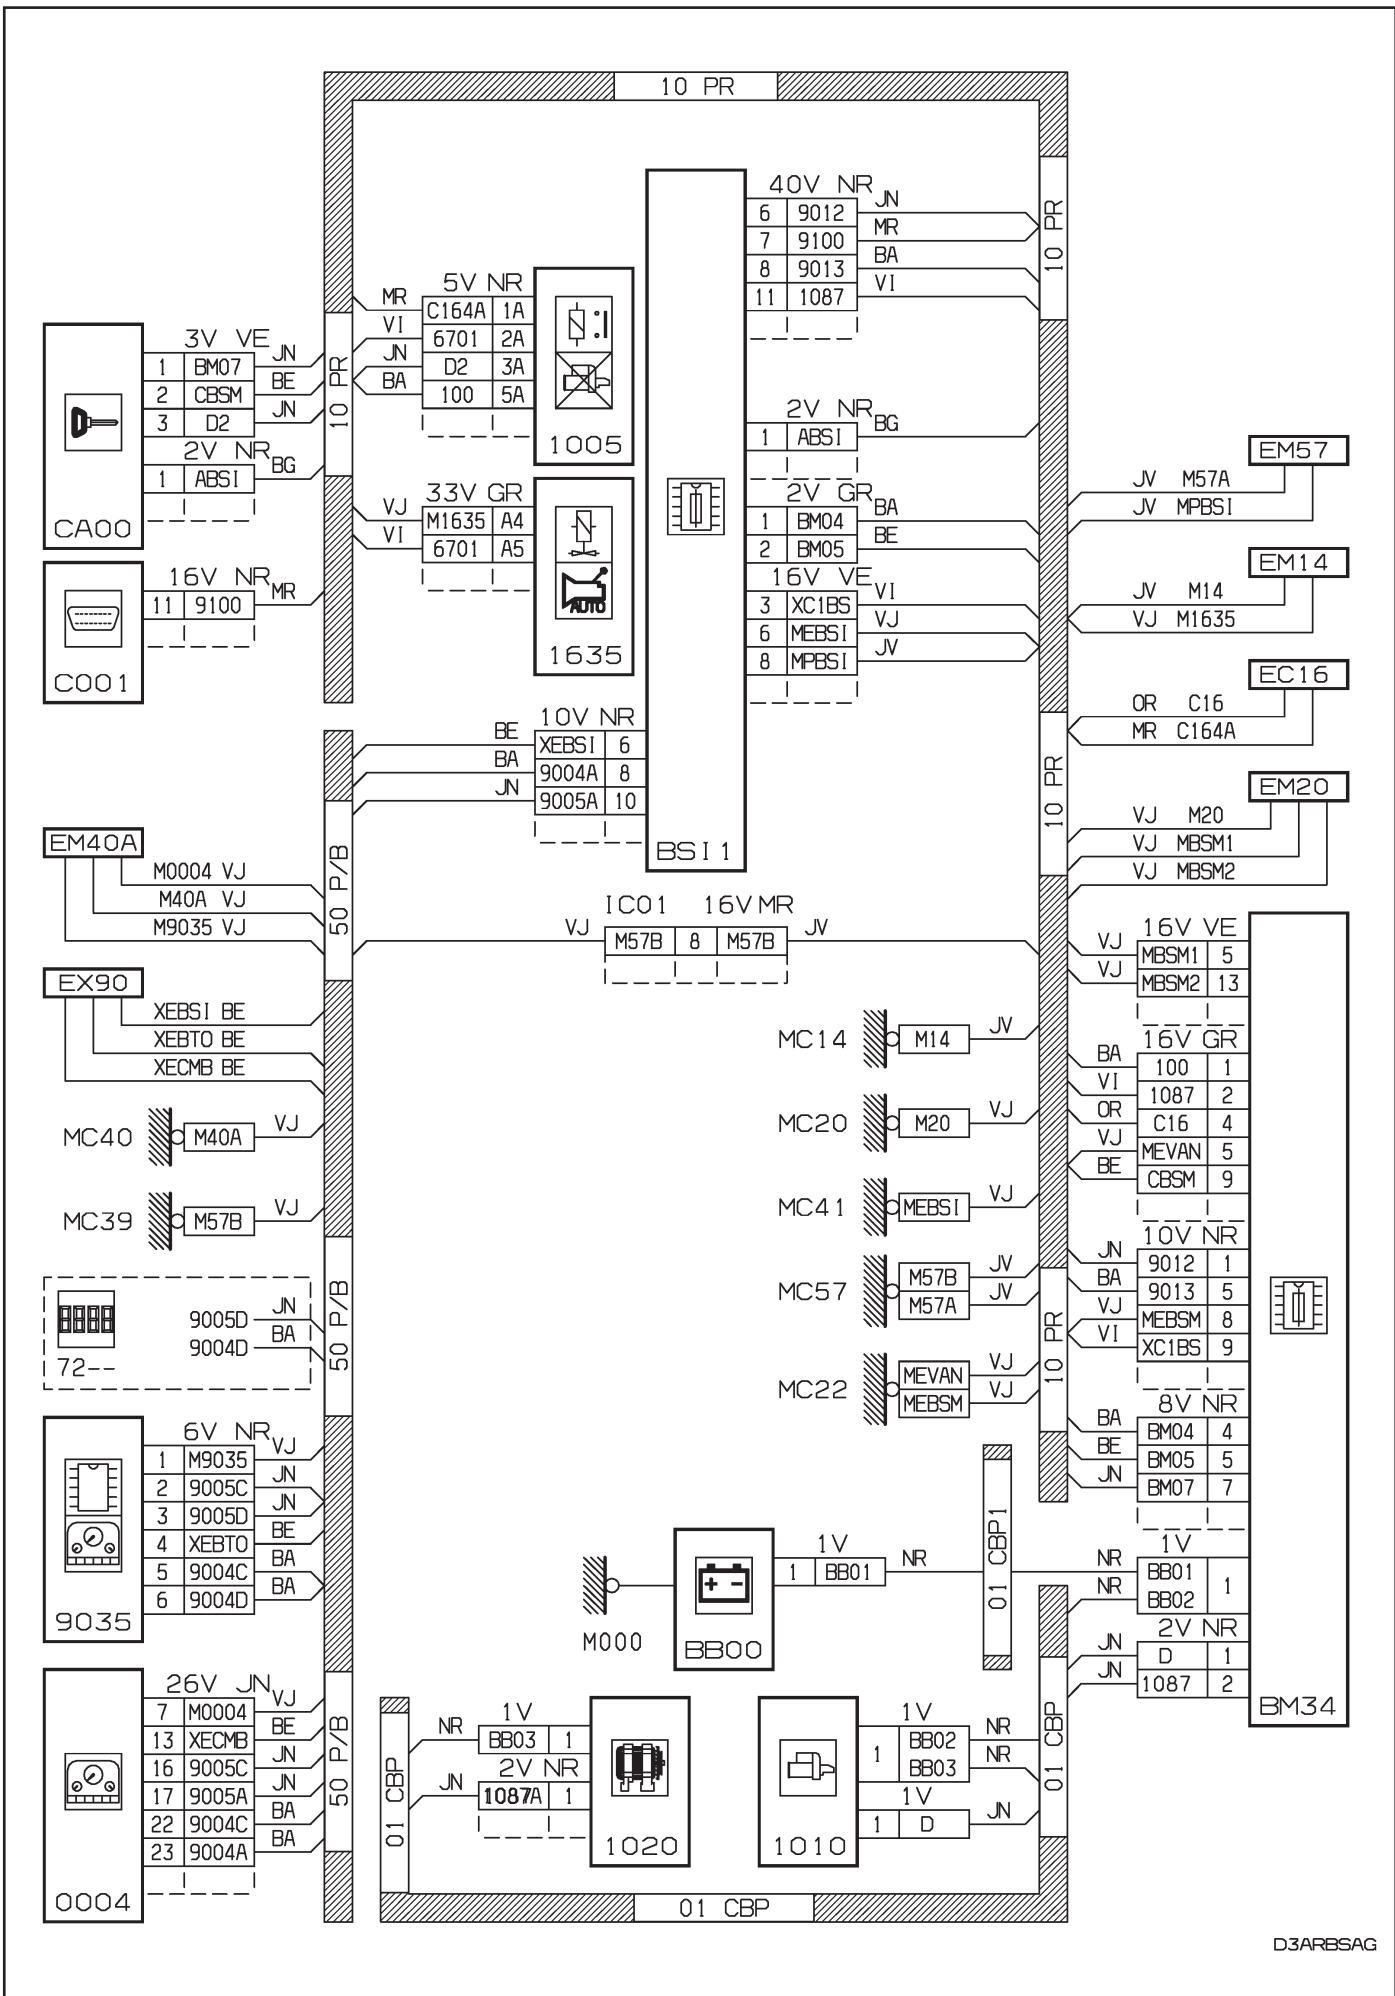 10 PR
40V NR
6 9012 JN
7 9100 MR
8 9013 BA
11 1087 VI
10 PR
5V NR
MR C164A 1A
VI 6701 2A
JN D2 3A
BA 100 5A
1005
3V VE
1 BM07 JN
2 CBSM BE
3 D2 JN
2V NR
1 ABSI BG
CA00
10 PR
2V NR
1 ABSI BG
33V GR
VJ M1635 A4
VI 6701 A5
AUTO
1635
2V GR
1 BM04 BA
2 BM05 BE
16V VE
3 XC1BS VI
6 MEBSI VJ
8 MPBSI JV
16V NR
11 9100 MR
C001
EM57
JV M57A
JV MPBSI
EM14
JV M14
VJ M1635
EC16
OR C16
MR C164A
10 PR
EM20
VJ M20
VJ MBSM1
VJ MBSM2
10V NR
BE XEBSI 6
BA 9004A 8
JN 9005A 10
BSI1
EM40A
M0004 VJ
M40A VJ
M9035 VJ
50 P/B
IC01 16V MR
VJ M57B 8 M57B JV
EX90
XEBSI BE
XEBTO BE
XECMB BE
MC40 M40A VJ
MC39 M57B VJ
MC14 M14 JV
MC20 M20 VJ
MC41 MEBSI VJ
MC57 M57B JV
M57A JV
MC22 MEVAN VJ
MEBSM VJ
10 PR
16V VE
VJ MBSM1 5
VJ MBSM2 13
16V GR
BA 100 1
VI 1087 2
OR C16 4
VJ MEVAN 5
BE CBSM 9
10V NR
JN 9012 1
BA 9013 5
VJ MEBSM 8
VI XC1BS 9
8V NR
BA BM04 4
BE BM05 5
JN BM07 7
1V
NR BB01 1
NR BB02
2V NR
JN D 1
JN 1087 2
BM34
9005D JN
9004D BA
72--
50 P/B
6V NR
1 M9035 VJ
2 9005C JN
3 9005D JN
4 XEBTO BE
5 9004C BA
6 9004D BA
9035
26V JN
7 M0004 VJ
13 XECMB BE
16 9005C JN
17 9005A JN
22 9004C BA
23 9004A BA
0004
50 P/B
M000
+ -
BB00
1V
1 BB01 NR
01 CBP1
01 CBP
1V
NR BB03 1
2V NR
JN 1087A 1
1020
1V
1 BB02 NR
BB03 NR
1V
1 D JN
1010
01 CBP
01 CBP
D3ARBSAG